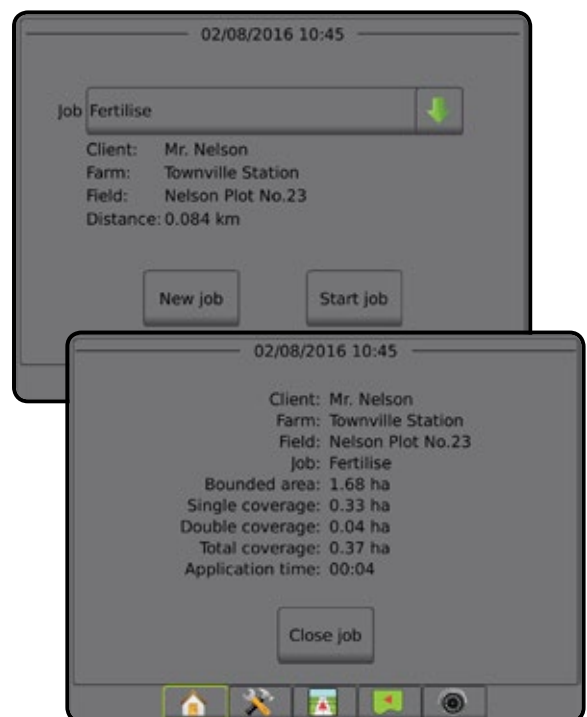 02/08/2016 10:45
Job Fertilise
Client: Mr. Nelson
Farm: Townville Station
Field: Nelson Plot No.23
Distance: 0.084 km
New job Start job
02/08/2016 10:45
Client: Mr. Nelson
Farm: Townville Station
Field: Nelson Plot No.23
Job: Fertilise
Bounded area: 1.68 ha
Single coverage: 0.33 ha
Double coverage: 0.04 ha
Total coverage: 0.37 ha
Application time: 00:04
Close job